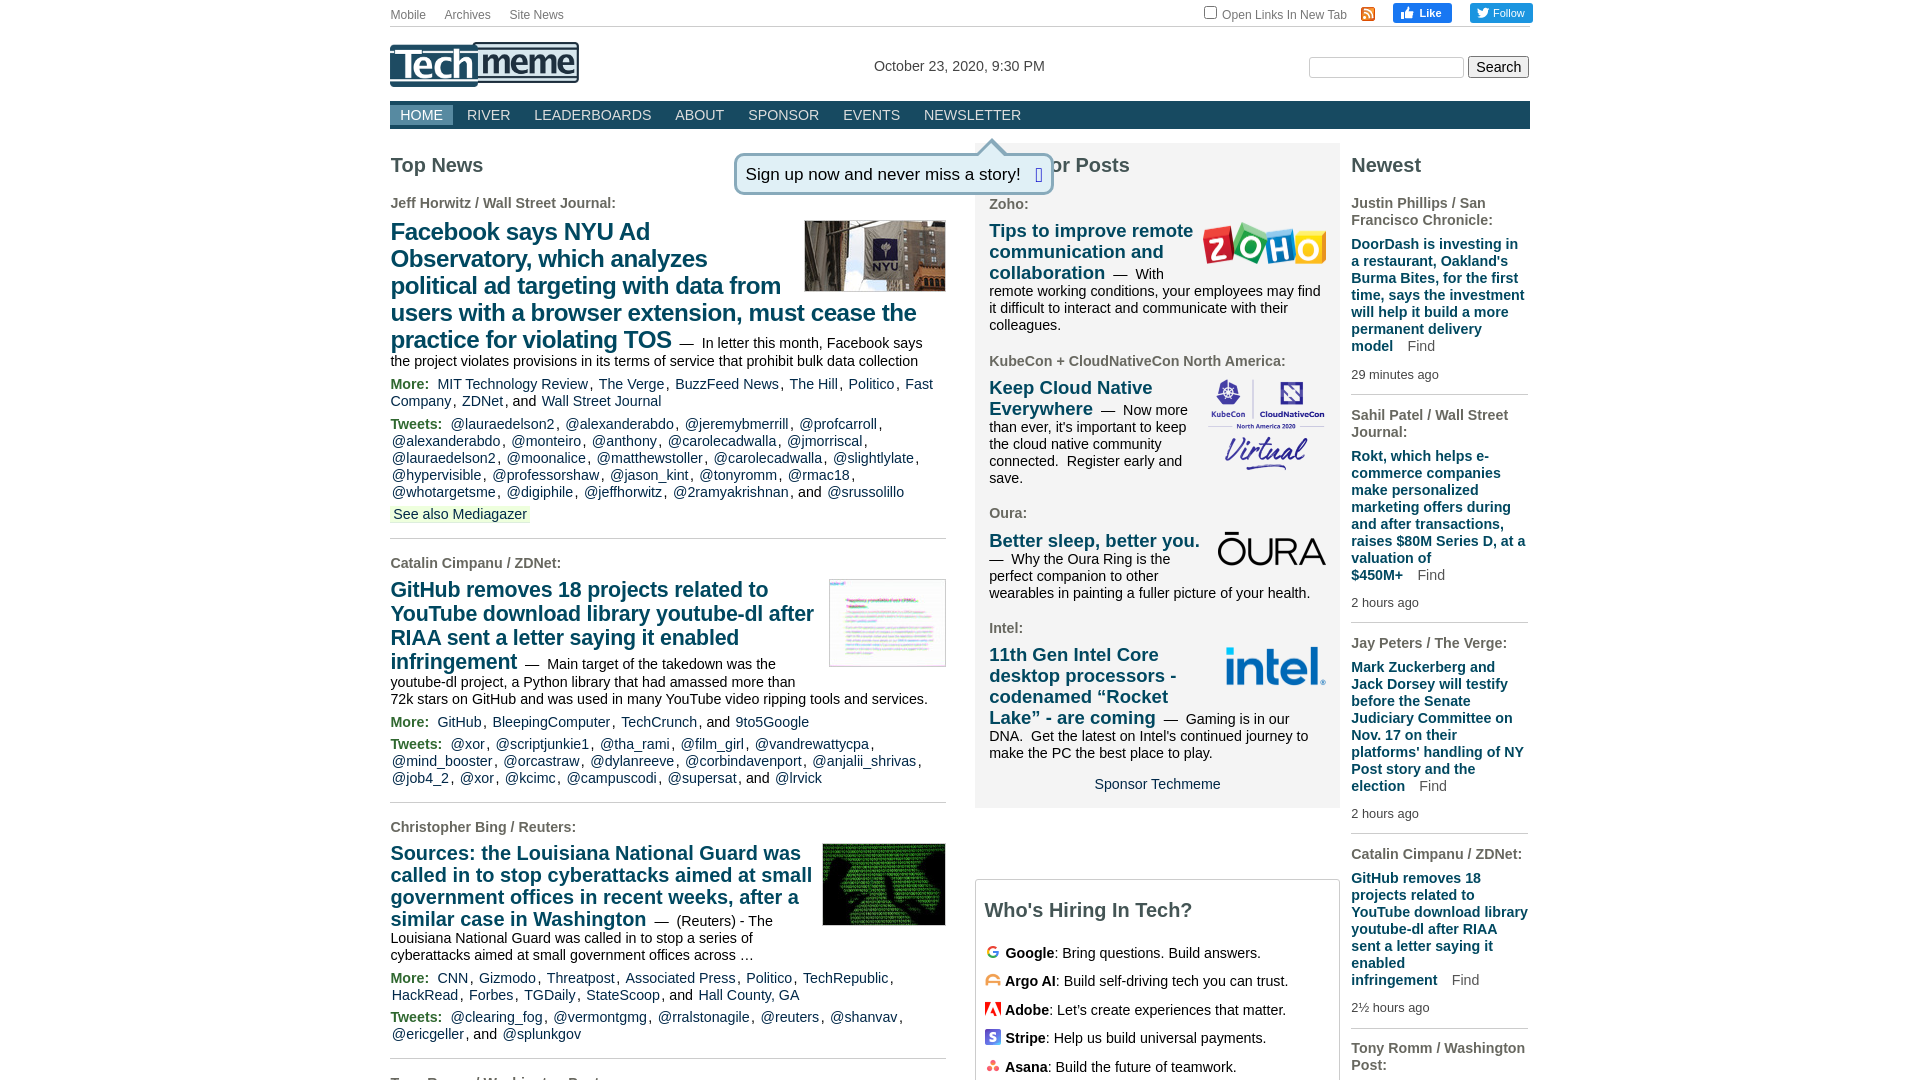 Mobile Archives Site News
Open Links In New Tab
Like
Follow
Techmeme
October 23, 2020, 9:30 PM
Search
HOME RIVER LEADERBOARDS ABOUT SPONSOR EVENTS NEWSLETTER
Sign up now and never miss a story!
Top News
Jeff Horwitz / Wall Street Journal:
Facebook says NYU Ad
Observatory, which analyzes
political ad targeting with data from
users with a browser extension, must cease the
practice for violating TOS — In letter this month, Facebook says
the project violates provisions in its terms of service that prohibit bulk data collection
NYU
More: MIT Technology Review, The Verge, BuzzFeed News, The Hill, Politico, Fast
Company, ZDNet, and Wall Street Journal
Tweets: @lauraedelson2, @alexanderabdo, @jeremybmerrill, @profcarroll,
@alexanderabdo, @monteiro, @anthony, @carolecadwalla, @jmorriscal,
@lauraedelson2, @moonalice, @matthewstoller, @carolecadwalla, @slightlylate,
@hypervisible, @professorshaw, @jason_kint, @tonyromm, @rmac18,
@whotargetsme, @digiphile, @jeffhorwitz, @2ramyakrishnan, and @srussolillo
See also Mediagazer
Catalin Cimpanu / ZDNet:
GitHub removes 18 projects related to
YouTube download library youtube-dl after
RIAA sent a letter saying it enabled
infringement — Main target of the takedown was the
youtube-dl project, a Python library that had amassed more than
72k stars on GitHub and was used in many YouTube video ripping tools and services.
More: GitHub, BleepingComputer, TechCrunch, and 9to5Google
Tweets: @xor, @scriptjunkie1, @tha_rami, @film_girl, @vandrewattycpa,
@mind_booster, @orcastraw, @dylanreeve, @corbindavenport, @anjalii_shrivas,
@job4_2, @xor, @kcimc, @campuscodi, @supersat, and @lrvick
Christopher Bing / Reuters:
Sources: the Louisiana National Guard was
called in to stop cyberattacks aimed at small
government offices in recent weeks, after a
similar case in Washington — (Reuters) - The
Louisiana National Guard was called in to stop a series of
cyberattacks aimed at small government offices across …
More: CNN, Gizmodo, Threatpost, Associated Press, Politico, TechRepublic,
HackRead, Forbes, TGDaily, StateScoop, and Hall County, GA
Tweets: @clearing_fog, @vermontgmg, @rralstonagile, @reuters, @shanvav,
@ericgeller, and @splunkgov
or Posts
Zoho:
Tips to improve remote
communication and
collaboration — With
remote working conditions, your employees may find
it difficult to interact and communicate with their
colleagues.
ZOHO
KubeCon + CloudNativeCon North America:
Keep Cloud Native
Everywhere — Now more
than ever, it's important to keep
the cloud native community
connected. Register early and
save.
KubeCon CloudNativeCon
North America 2020
Virtual
Oura:
Better sleep, better you.
— Why the Oura Ring is the
perfect companion to other
wearables in painting a fuller picture of your health.
ŌURA
Intel:
11th Gen Intel Core
desktop processors -
codenamed “Rocket
Lake” - are coming — Gaming is in our
DNA. Get the latest on Intel's continued journey to
make the PC the best place to play.
intel.
Sponsor Techmeme
Who's Hiring In Tech?
Google: Bring questions. Build answers.
Argo AI: Build self-driving tech you can trust.
Adobe: Let’s create experiences that matter.
Stripe: Help us build universal payments.
Asana: Build the future of teamwork.
Newest
Justin Phillips / San
Francisco Chronicle:
DoorDash is investing in
a restaurant, Oakland's
Burma Bites, for the first
time, says the investment
will help it build a more
permanent delivery
model Find
29 minutes ago
Sahil Patel / Wall Street
Journal:
Rokt, which helps e-
commerce companies
make personalized
marketing offers during
and after transactions,
raises $80M Series D, at a
valuation of
$450M+ Find
2 hours ago
Jay Peters / The Verge:
Mark Zuckerberg and
Jack Dorsey will testify
before the Senate
Judiciary Committee on
Nov. 17 on their
platforms' handling of NY
Post story and the
election Find
2 hours ago
Catalin Cimpanu / ZDNet:
GitHub removes 18
projects related to
YouTube download library
youtube-dl after RIAA
sent a letter saying it
enabled
infringement Find
2½ hours ago
Tony Romm / Washington
Post: